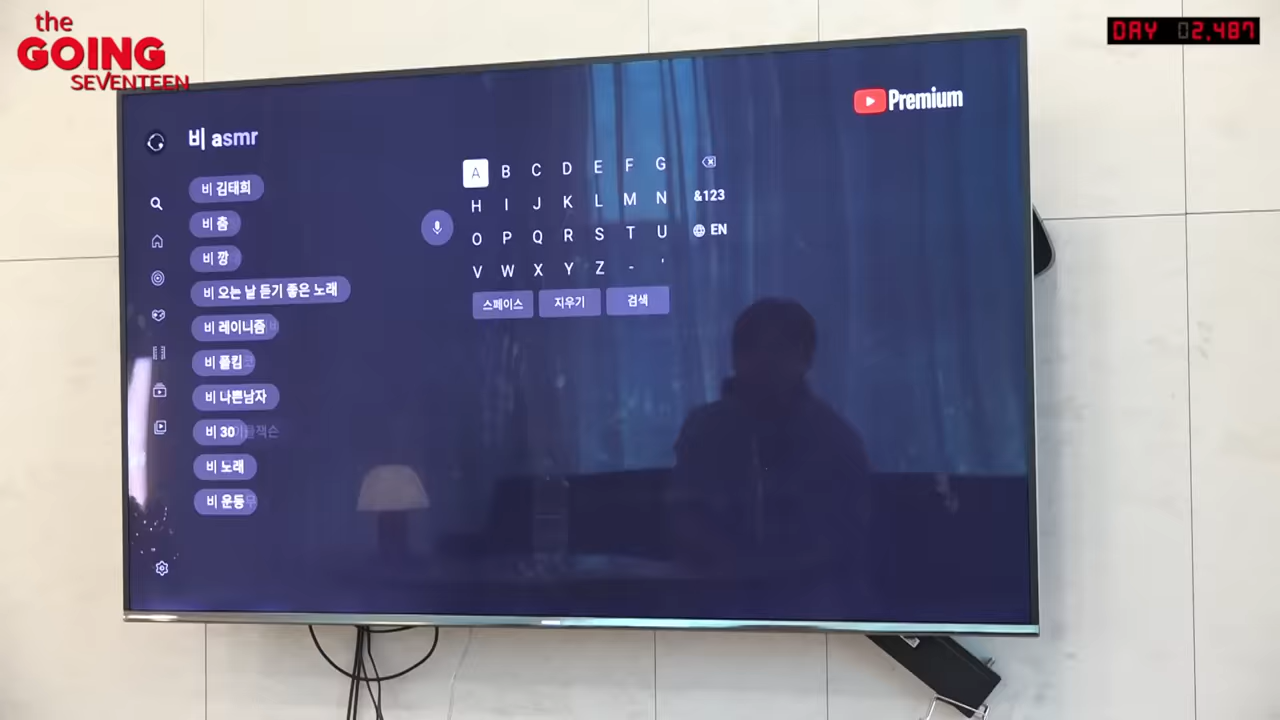 the
GOING
SEVENTEEN
DAY 02,487
Premium
비 asmr
비 김태희
비 춤
비 깡
비 오는 날 듣기 좋은 노래
비 레이니즘
비 플킴
비 나쁜남자
비 30
비 노래
비 운동
A B C D E F G
H I J K L M N &123
O P Q R S T U EN
V W X Y Z - '
스페이스 지우기 검색